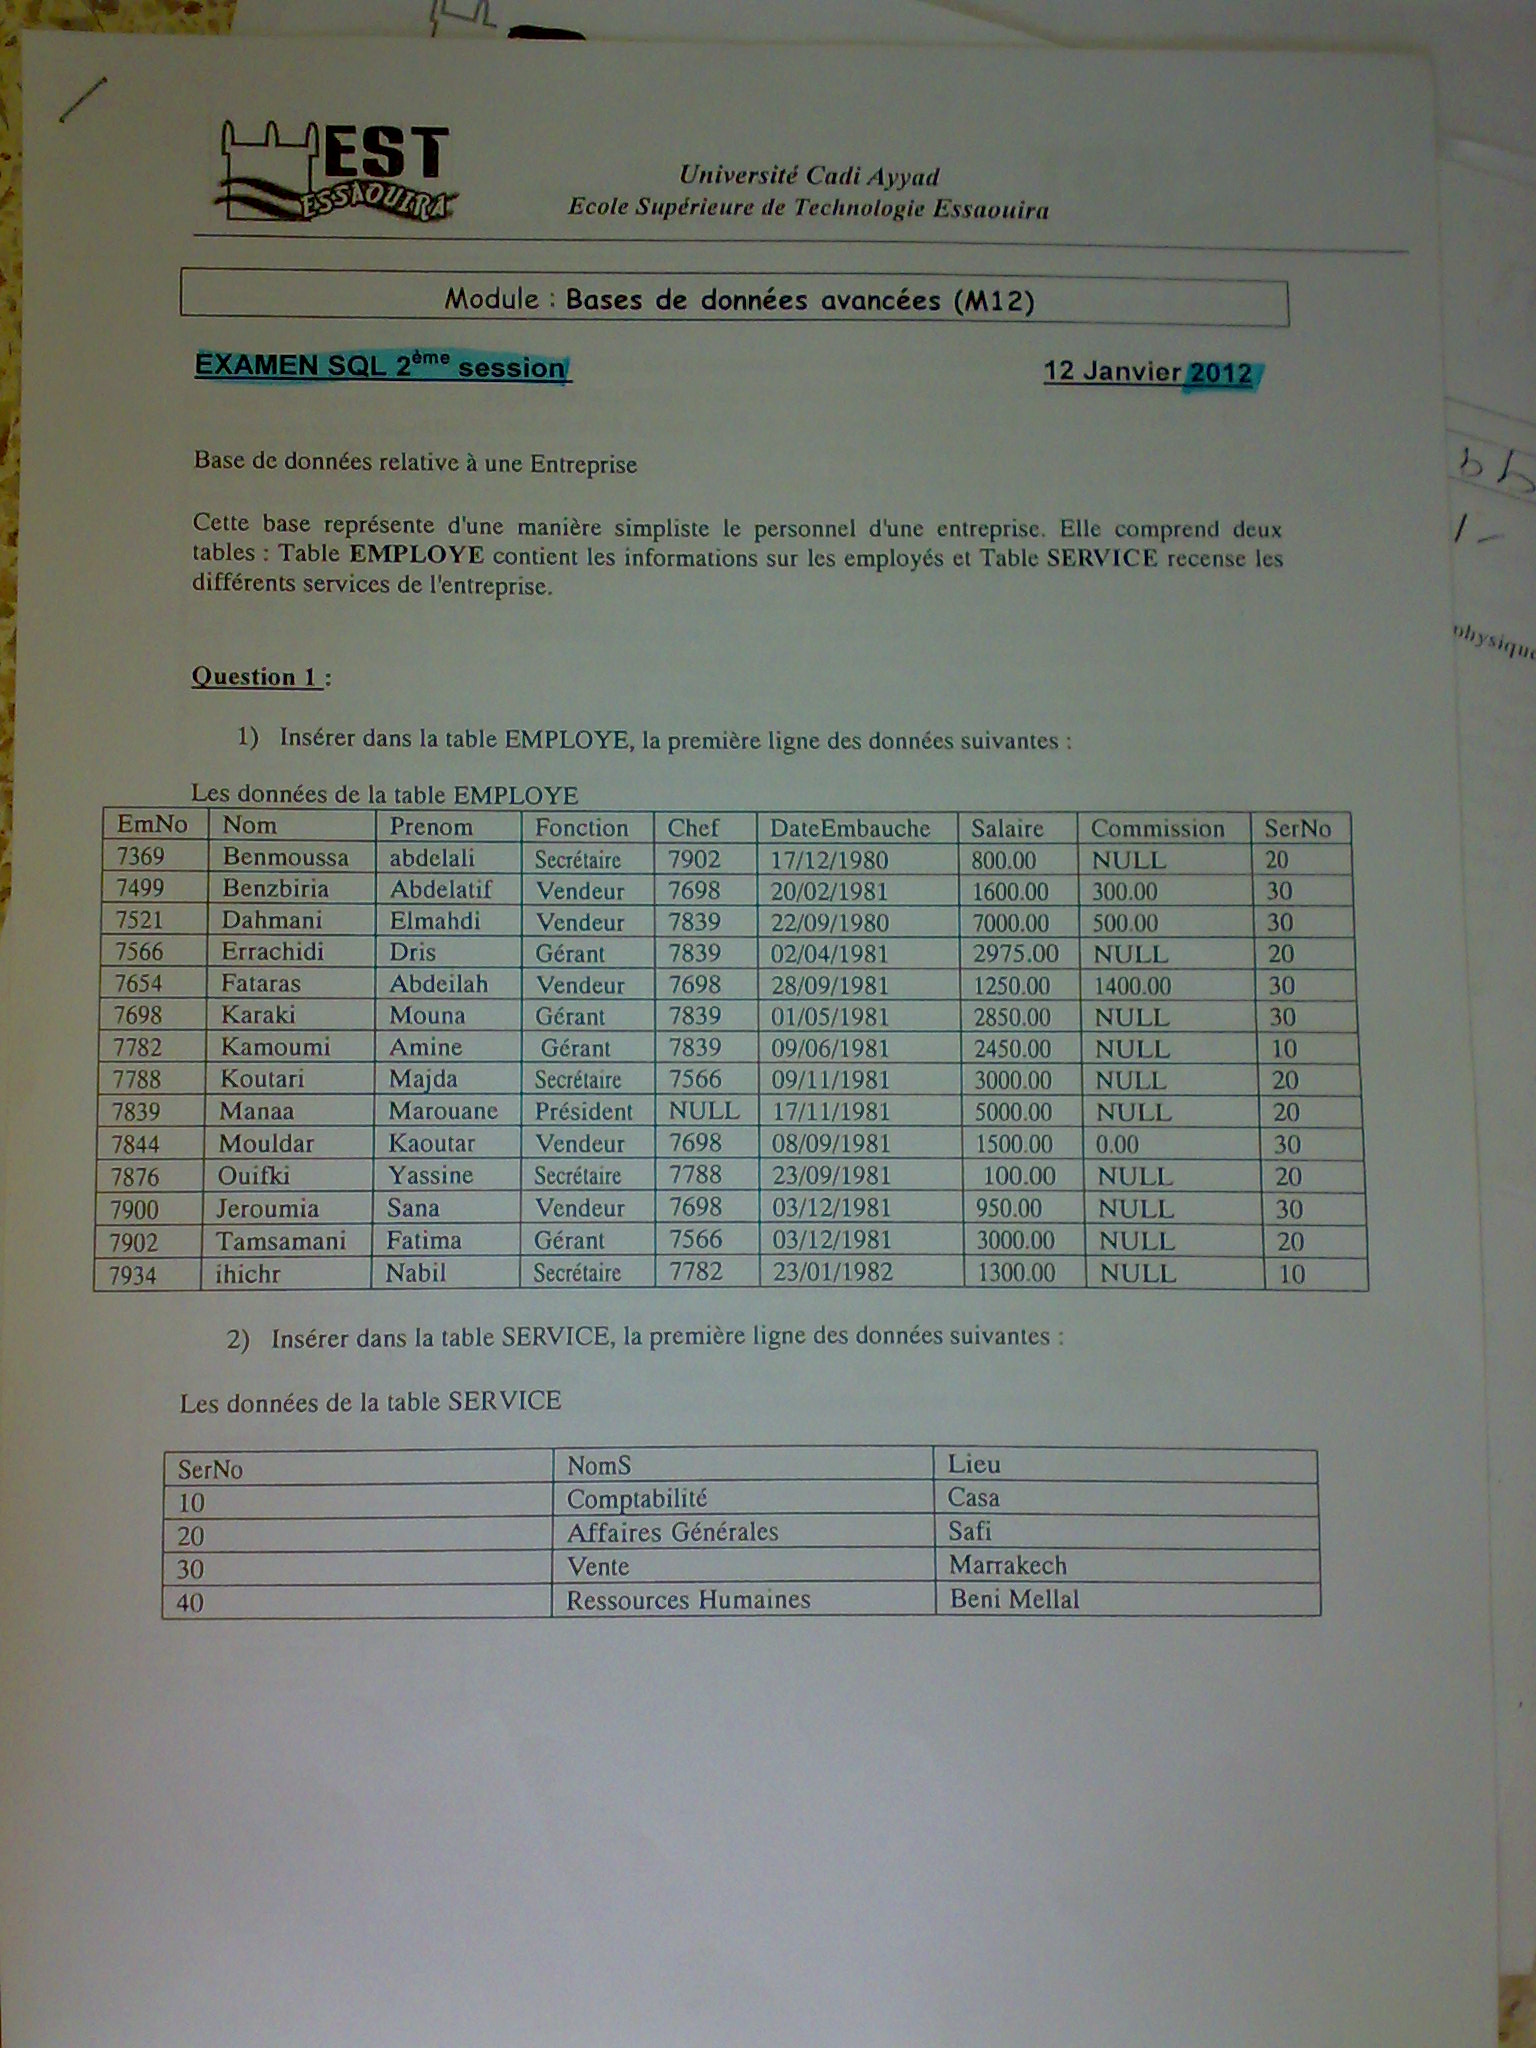 EST
ESSAOUIRA
Université Cadi Ayyad
Ecole Supérieure de Technologie Essaouira
Module : Bases de données avancées (M12)
EXAMEN SQL 2ème session 12 Janvier 2012
Base de données relative à une Entreprise
Cette base représente d'une manière simpliste le personnel d'une entreprise. Elle comprend deux
tables : Table EMPLOYE contient les informations sur les employés et Table SERVICE recense les
différents services de l'entreprise.
Question 1 :
1) Insérer dans la table EMPLOYE, la première ligne des données suivantes :
Les données de la table EMPLOYE
EmNo Nom Prenom Fonction Chef DateEmbauche Salaire Commission SerNo
7369 Benmoussa abdelali Secrétaire 7902 17/12/1980 800.00 NULL 20
7499 Benzbiria Abdelatif Vendeur 7698 20/02/1981 1600.00 300.00 30
7521 Dahmani Elmahdi Vendeur 7839 22/09/1980 7000.00 500.00 30
7566 Errachidi Dris Gérant 7839 02/04/1981 2975.00 NULL 20
7654 Fataras Abdeilah Vendeur 7698 28/09/1981 1250.00 1400.00 30
7698 Karaki Mouna Gérant 7839 01/05/1981 2850.00 NULL 30
7782 Kamoumi Amine Gérant 7839 09/06/1981 2450.00 NULL 10
7788 Koutari Majda Secrétaire 7566 09/11/1981 3000.00 NULL 20
7839 Manaa Marouane Président NULL 17/11/1981 5000.00 NULL 20
7844 Mouldar Kaoutar Vendeur 7698 08/09/1981 1500.00 0.00 30
7876 Ouifki Yassine Secrétaire 7788 23/09/1981 100.00 NULL 20
7900 Jeroumia Sana Vendeur 7698 03/12/1981 950.00 NULL 30
7902 Tamsamani Fatima Gérant 7566 03/12/1981 3000.00 NULL 20
7934 ihichr Nabil Secrétaire 7782 23/01/1982 1300.00 NULL 10
2) Insérer dans la table SERVICE, la première ligne des données suivantes :
Les données de la table SERVICE
SerNo NomS Lieu
10 Comptabilité Casa
20 Affaires Générales Safi
30 Vente Marrakech
40 Ressources Humaines Beni Mellal
physique